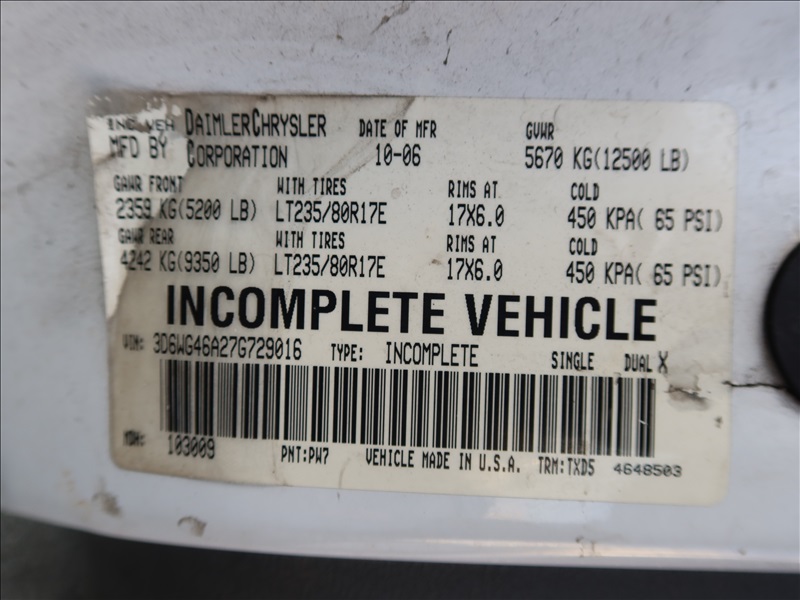 INC. VEH DAIMLERCHRYSLER DATE OF MFR GVWR
MFD BY CORPORATION 10-06 5670 KG(12500 LB)
GAWR FRONT WITH TIRES RIMS AT COLD
2359 KG(5200 LB) LT235/80R17E 17X6.0 450 KPA( 65 PSI)
GAWR REAR WITH TIRES RIMS AT COLD
4242 KG(9350 LB) LT235/80R17E 17X6.0 450 KPA( 65 PSI)
INCOMPLETE VEHICLE
VIN: 3D6WG46A27G729016 TYPE: INCOMPLETE SINGLE DUAL X
MDH: 103009 PNT:PW7 VEHICLE MADE IN U.S.A. TRM:TXD5 4648503